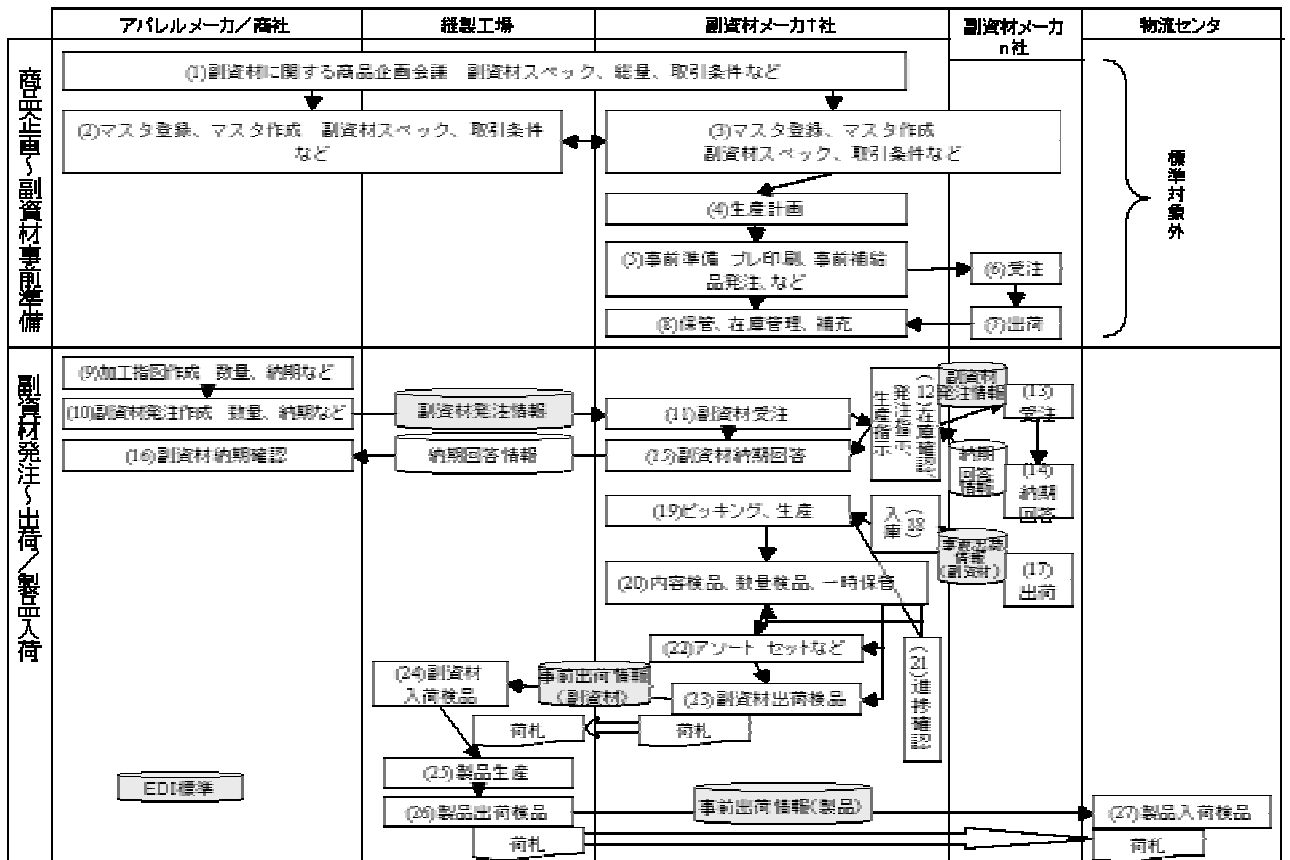 アパレルメーカ／商社
縫製工場
副資材メーカ1社
副資材メーカ
n社
物流センタ
商品企画～副資材事前準備
(1)副資材に関する商品企画会議　副資材スペック、総量、取引条件など
(2)マスタ登録、マスタ作成　副資材スペック、取引条件
など
(3)マスタ登録、マスタ作成
副資材スペック、取引条件など
(4)生産計画
(5)事前準備　プレ印刷、事前補給
品発注、など
(6)受注
(7)出荷
(8)保管、在庫管理、補充
標準対象外
副資材発注～出荷／製品入荷
(9)加工指図作成　数量、納期など
(10)副資材発注作成　数量、納期など
副資材発注情報
(11)副資材受注
(12)在庫確認、
発注指示、
生産指示
副資材
発注情報
(13)
受注
(16)副資材納期確認
納期回答情報
(15)副資材納期回答
納期
回答
情報
(14)
納期
回答
(19)ピッキング、生産
(18)
入庫
事前出荷
情報
(副資材)
(17)
出荷
(20)内容検品、数量検品、一時保管
(21)進捗確認
(22)アソート　セットなど
(24)副資材
入荷検品
事前出荷情報
(副資材)
(23)副資材出荷検品
荷札
荷札
(25)製品生産
EDI標準
(26)製品出荷検品
事前出荷情報(製品)
(27)製品入荷検品
荷札
荷札